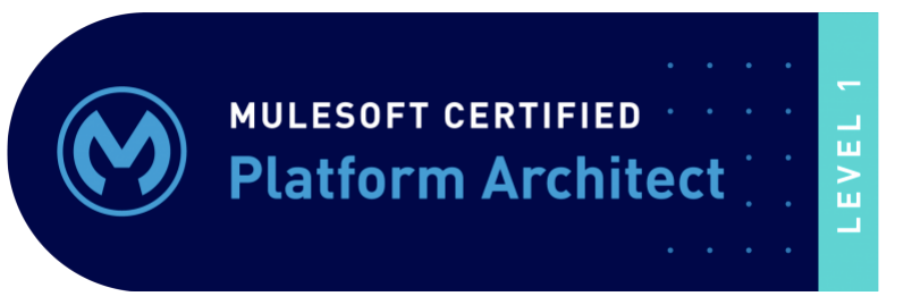 MULESOFT CERTIFIED
Platform Architect
LEVEL 1